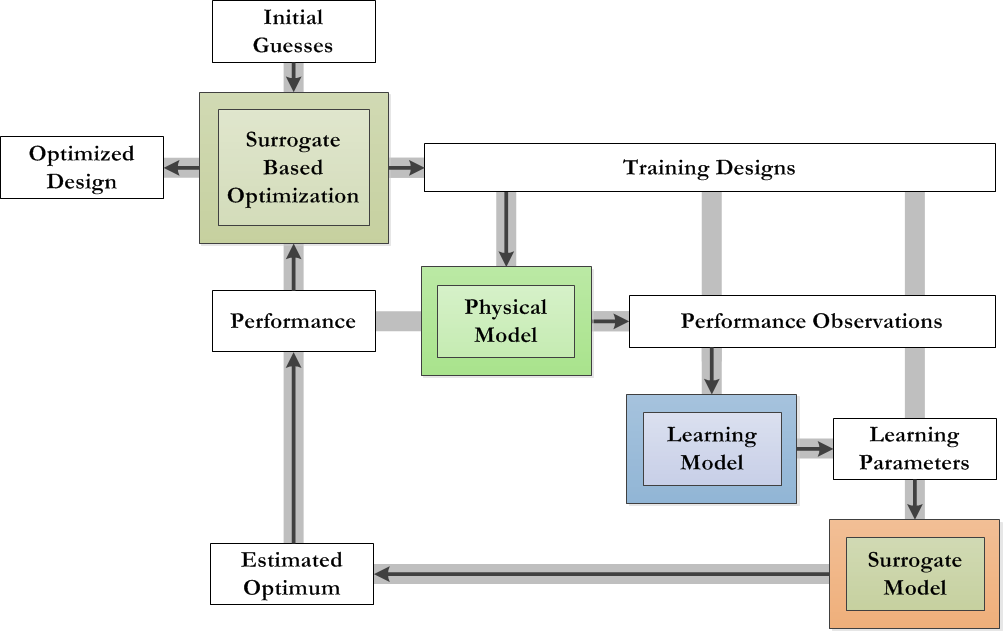 Initial
Guesses
Surrogate
Based
Optimization
Optimized
Design
Training Designs
Performance
Physical
Model
Performance Observations
Learning
Model
Learning
Parameters
Estimated
Optimum
Surrogate
Model